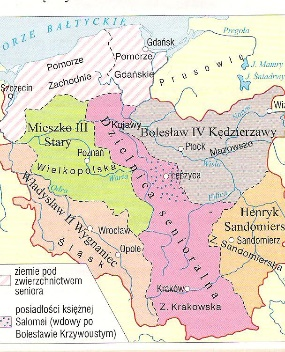 MORZE BAŁTYCKIE
Gdańsk
Pregoła
Pomorze
Zachodnie
Pomorze
Gdańskie
Prusowie
J. Mamry
J. Śniardwy
Szczecin
Mieszko III
Stary
Kujawy
Bolesław IV Kędzierzawy
Płock
Mazowsze
Wisła
Poznań
Wielkopolska
Warta
Odra
Dzielnica senioralna
Łęczyca
Pilica
Władysław II Wygnaniec
Śląsk
Wrocław
Opole
Henryk
Sandomierski
Sandomierz
Z. Sandomierska
Kraków
Z. Krakowska
ziemie pod
zwierzchnictwem
seniora
posiadłości księżnej
Salomei (wdowy po
Bolesławie Krzywoustym)